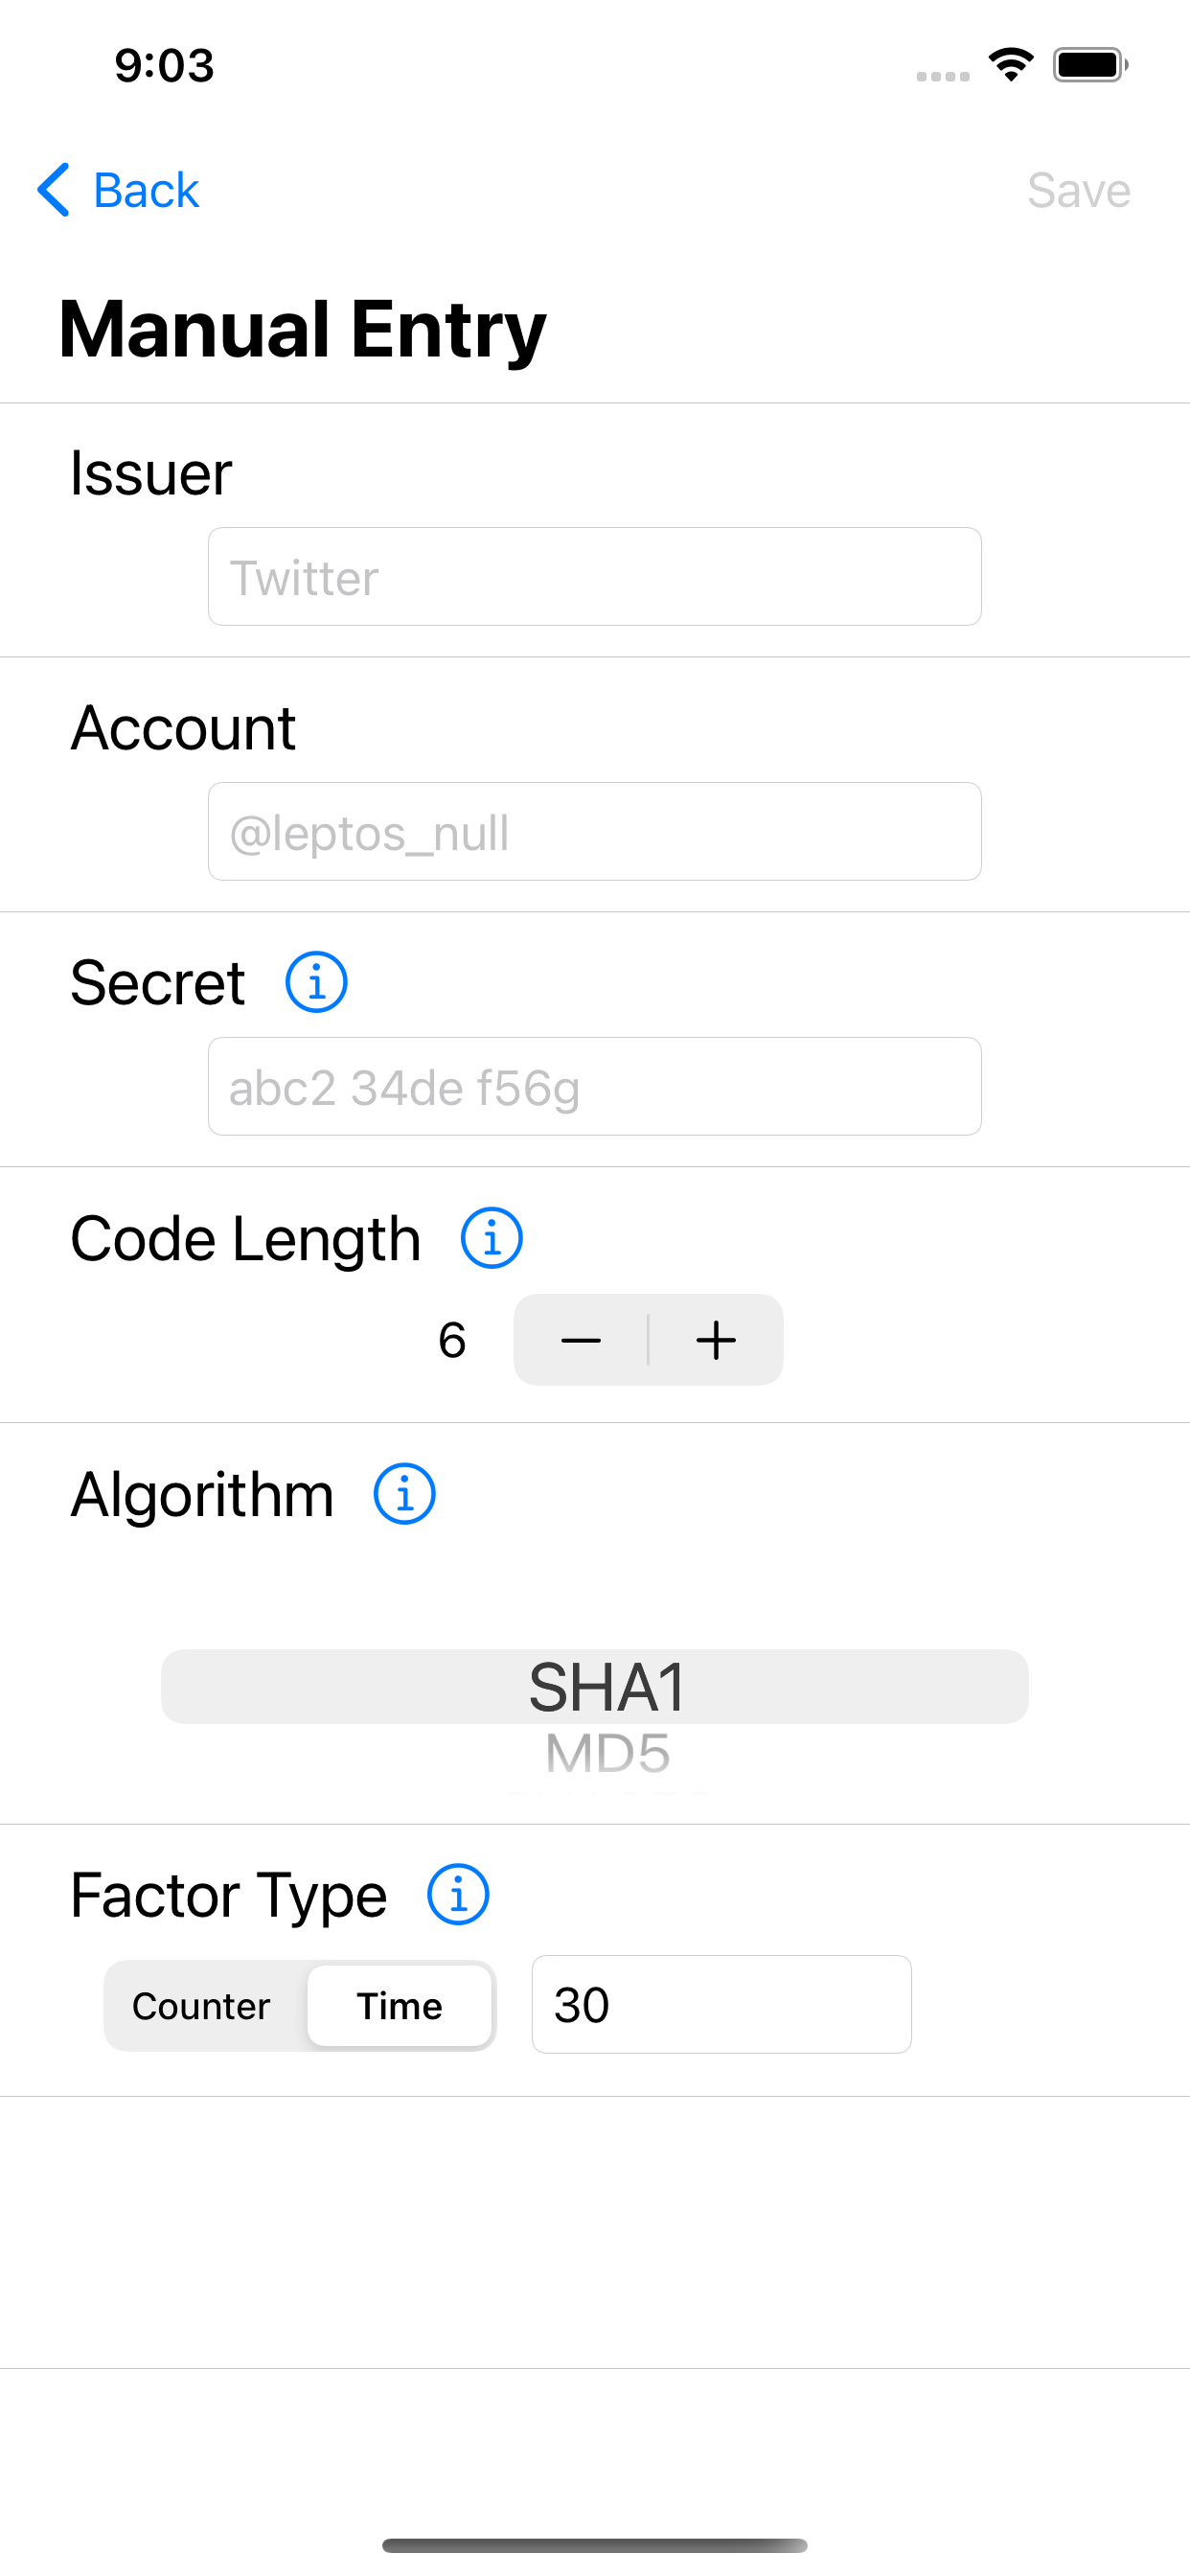 9:03
Back
Save
Manual Entry
Issuer
Twitter
Account
@leptos_null
Secret
abc2 34de f56g
Code Length
6
Algorithm
SHA1
MD5
Factor Type
Counter
Time
30